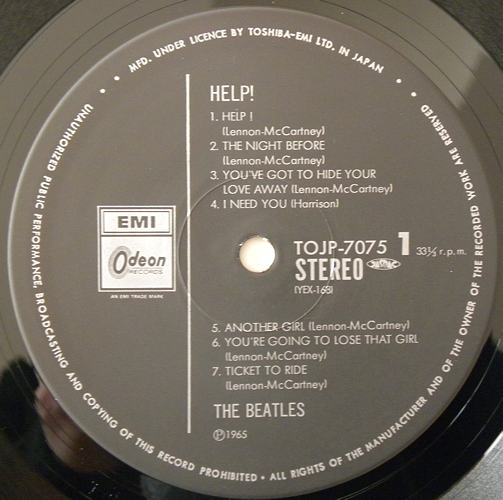 • • MFD. UNDER LICENCE BY TOSHIBA-EMI LTD. IN JAPAN • •
HELP!
1. HELP !
(Lennon-McCartney)
2. THE NIGHT BEFORE
(Lennon-McCartney)
3. YOU'VE GOT TO HIDE YOUR
LOVE AWAY (Lennon-McCartney)
4. I NEED YOU (Harrison)
EMI
Odeon
RECORDS
AN EMI TRADE MARK
TOJP-7075 1 33⅓ r.p.m.
STEREO JASRAC
(YEX-168)
5. ANOTHER GIRL (Lennon-McCartney)
6. YOU'RE GOING TO LOSE THAT GIRL
(Lennon-McCartney)
7. TICKET TO RIDE
(Lennon-McCartney)
THE BEATLES
℗1965
UNAUTHORIZED PUBLIC PERFORMANCE, BROADCASTING AND COPYING OF THIS RECORD PROHIBITED • ALL RIGHTS OF THE MANUFACTURER AND OF THE OWNER OF THE RECORDED WORK ARE RESERVED